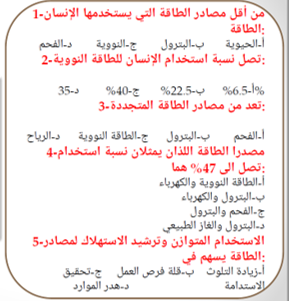 1-من أقل مصادر الطاقة التي يستخدمها الإنسان
:الطاقة
أ-الحيوية ب-البترول ج-النووية د-الفحم
2-تصل نسبة استخدام الإنسان للطاقة النووية:
%أ-6.5% ب-22.5% ج-40% د-35
3-تعد من مصادر الطاقة المتجددة:
أ-الفحم ب-البترول ج-الطاقة النووية د-الرياح
4-مصدرا الطاقة اللذان يمثلان نسبة استخدام
:تصل الى 47% هما
أ-الطاقة النووية والكهرباء
ب-البترول والكهرباء
ج-الفحم والبترول
د-البترول والغاز الطبيعي
5-الاستخدام المتوازن وترشيد الاستهلاك لمصادر
:الطاقة يسهم في
أ-زيادة التلوث ب-قلة فرص العمل ج-تحقيق
الاستدامة د-هدر الموارد